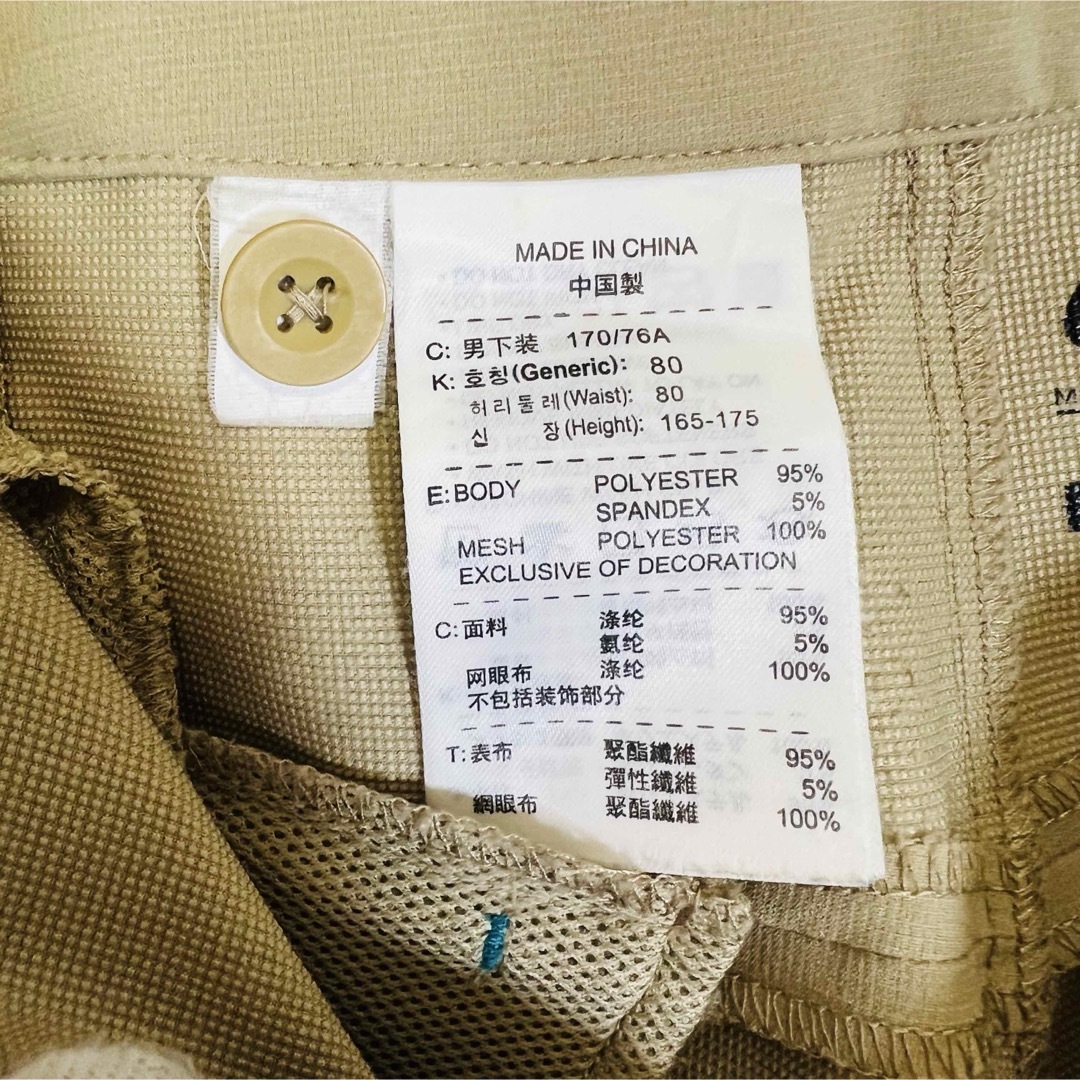 MADE IN CHINA
中国製
C: 男下装 170/76A
K: 호칭(Generic): 80
허리둘레(Waist): 80
신 장(Height): 165-175
E: BODY POLYESTER 95%
SPANDEX 5%
MESH POLYESTER 100%
EXCLUSIVE OF DECORATION
C: 面料 涤纶 95%
氨纶 5%
网眼布 涤纶 100%
不包括装饰部分
T: 表布 聚酯纖維 95%
彈性纖維 5%
網眼布 聚酯纖維 100%